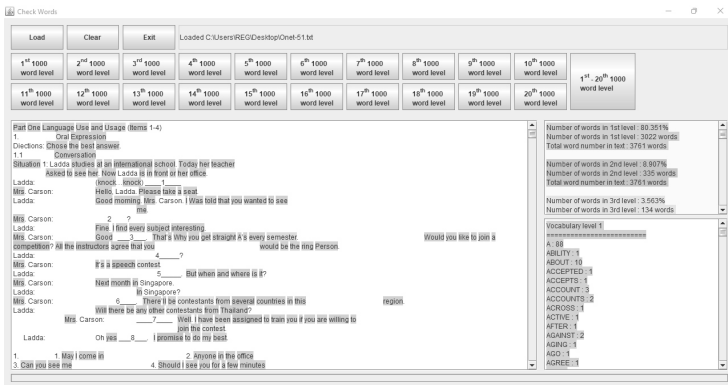 Check Words
Load Clear Exit Loaded C:\Users\REG\Desktop\Onet-51.txt
1st 1000 word level
2nd 1000 word level
3rd 1000 word level
4th 1000 word level
5th 1000 word level
6th 1000 word level
7th 1000 word level
8th 1000 word level
9th 1000 word level
10th 1000 word level
11th 1000 word level
12th 1000 word level
13th 1000 word level
14th 1000 word level
15th 1000 word level
16th 1000 word level
17th 1000 word level
18th 1000 word level
19th 1000 word level
20th 1000 word level
1st - 20th 1000 word level
Part One Language Use and Usage (Items 1-4)
1. Oral Expression
Diections: Chose the best answer.
1.1 Conversation
Situation 1: Ladda studies at an international school. Today her teacher
Asked to see her. Now Ladda is in front or her office.
Ladda: (knock...knock) ____1____
Mrs. Carson: Hello, Ladda. Please take a seat.
Ladda: Good morning. Mrs. Carson. I Was told that you wanted to see
me.
Mrs. Carson: 2 ?
Ladda: Fine. I find every subject interesting.
Mrs. Carson: Good ___3____. That's Why you get straight A's every semester. Would you like to join a
competition? All the instructors agree that you would be the ring Person.
Ladda: 4_____?
Mrs. Carson: It's a speech contest.
Ladda: 5_____. But when and where is it?
Mrs. Carson: Next month in Singapore.
Ladda: In Singapore?
Mrs. Carson: 6____. There ll be contestants from several countries in this region.
Ladda: Will there be any other contestants from Thailand?
Mrs. Carson: ____7____ Well. I have been assigned to train you if you are willing to
join the contest.
Ladda: Oh yes ___8___. I promise to do my best.
1. 1. May I come in 2. Anyone in the office
3. Can you see me 4. Should I see you for a few minutes
Number of words in 1st level : 80.351%
Number of words in 1st level : 3022 words
Total word number in text : 3761 words
Number of words in 2nd level : 8.907%
Number of words in 2nd level : 335 words
Total word number in text : 3761 words
Number of words in 3rd level : 3.563%
Number of words in 3rd level : 134 words
Vocabulary level 1
=========================
A : 88
ABILITY : 1
ABOUT : 10
ACCEPTED : 1
ACCEPTS : 1
ACCOUNT : 3
ACCOUNTS : 2
ACROSS : 1
ACTIVE : 1
AFTER : 1
AGAINST : 2
AGING : 1
AGO : 1
AGREE : 1